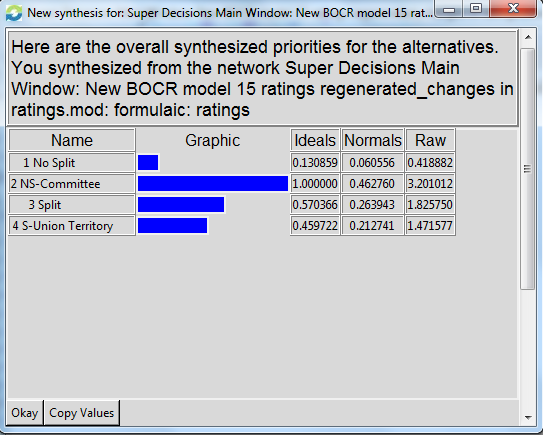 New synthesis for: Super Decisions Main Window: New BOCR model 15 rat...
Here are the overall synthesized priorities for the alternatives.
You synthesized from the network Super Decisions Main
Window: New BOCR model 15 ratings regenerated_changes in
ratings.mod: formulaic: ratings
Name Graphic Ideals Normals Raw
1 No Split 0.130859 0.060556 0.418882
2 NS-Committee 1.000000 0.462760 3.201012
3 Split 0.570366 0.263943 1.825750
4 S-Union Territory 0.459722 0.212741 1.471577
Okay Copy Values